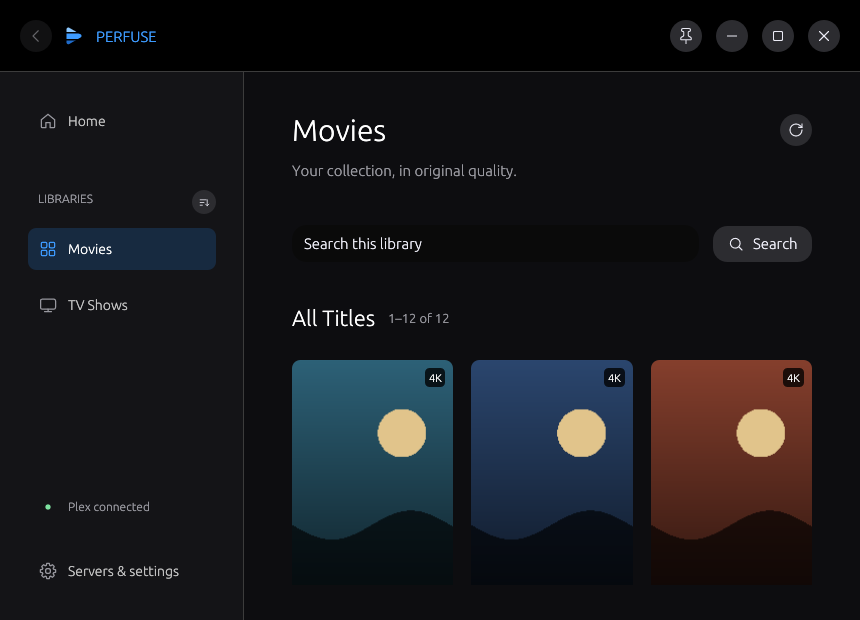 PERFUSE
Home
LIBRARIES
Movies
TV Shows
Plex connected
Servers & settings
Movies
Your collection, in original quality.
Search this library
Search
All Titles 1–12 of 12
4K
4K
4K